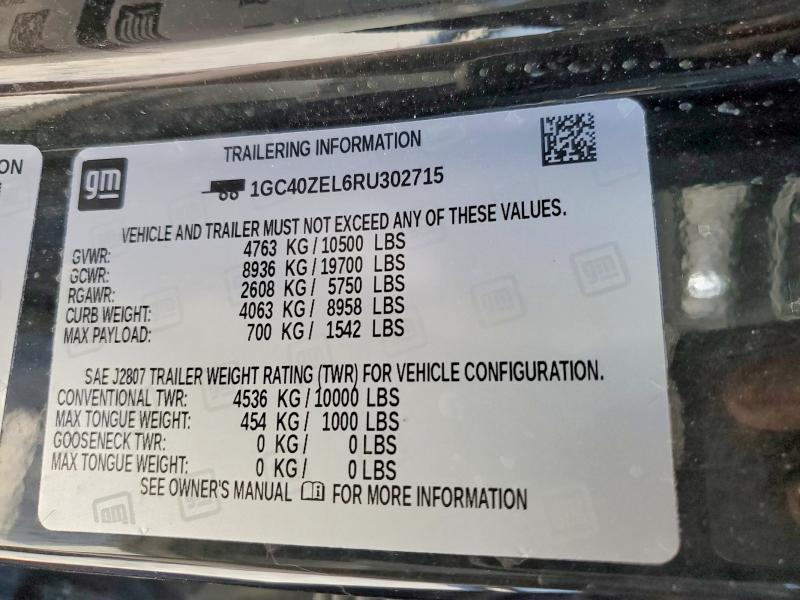 ON
gm
TRAILERING INFORMATION
1GC40ZEL6RU302715
VEHICLE AND TRAILER MUST NOT EXCEED ANY OF THESE VALUES.
GVWR: 4763 KG/10500 LBS
GCWR: 8936 KG/19700 LBS
RGAWR: 2608 KG/ 5750 LBS
CURB WEIGHT: 4063 KG/ 8958 LBS
MAX PAYLOAD: 700 KG/ 1542 LBS
SAE J2807 TRAILER WEIGHT RATING (TWR) FOR VEHICLE CONFIGURATION.
CONVENTIONAL TWR: 4536 KG/10000 LBS
MAX TONGUE WEIGHT: 454 KG/ 1000 LBS
GOOSENECK TWR: 0 KG/ 0 LBS
MAX TONGUE WEIGHT: 0 KG/ 0 LBS
SEE OWNER'S MANUAL FOR MORE INFORMATION